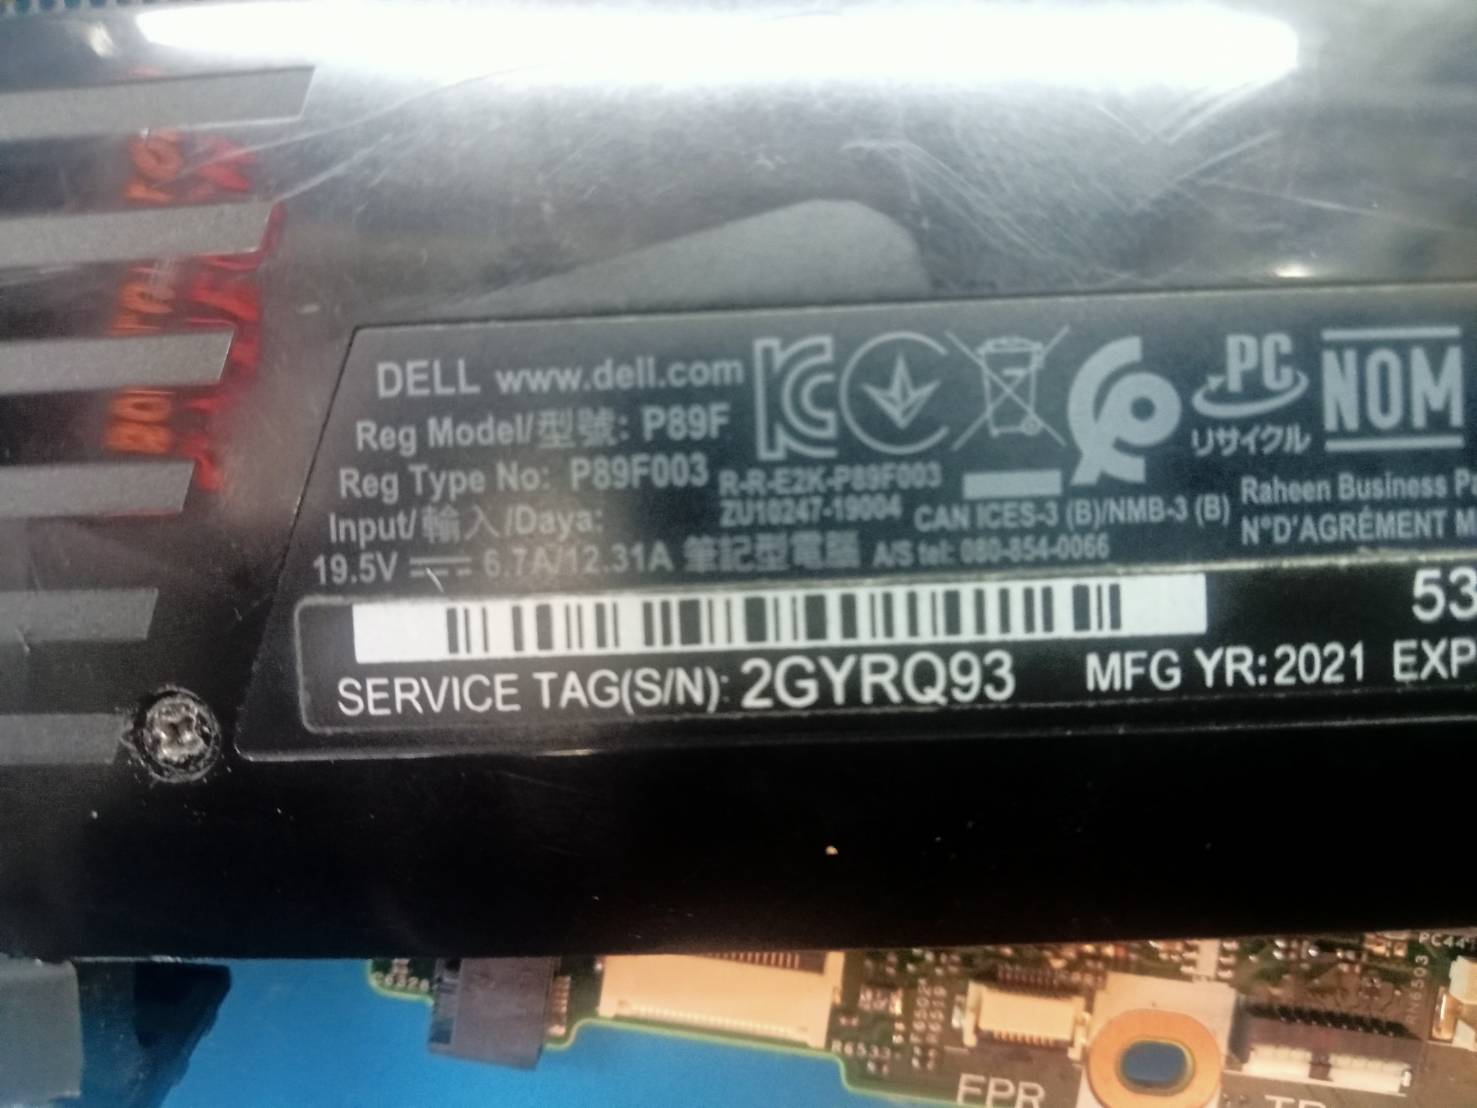 DELL www.dell.com
Reg Model/型號: P89F
Reg Type No: P89F003
R-R-E2K-P89F003
ZU10247-19004
Input/輸入/Daya:
19.5V 6.7A/12.31A 筆記型電腦
CAN ICES-3 (B)/NMB-3 (B)
A/S tel: 080-854-0066
PC
リサイクル
NOM
Raheen Business
N°D'AGRÉMENT
SERVICE TAG(S/N): 2GYRQ93
MFG YR:2021 EXP
53
FPR
R6533